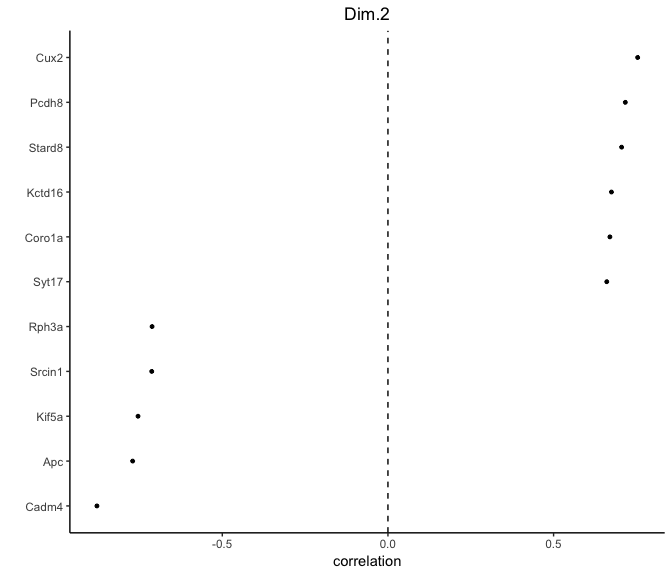 Dim.2
Cux2
Pcdh8
Stard8
Kctd16
Coro1a
Syt17
Rph3a
Srcin1
Kif5a
Apc
Cadm4
-0.5 0.0 0.5
correlation